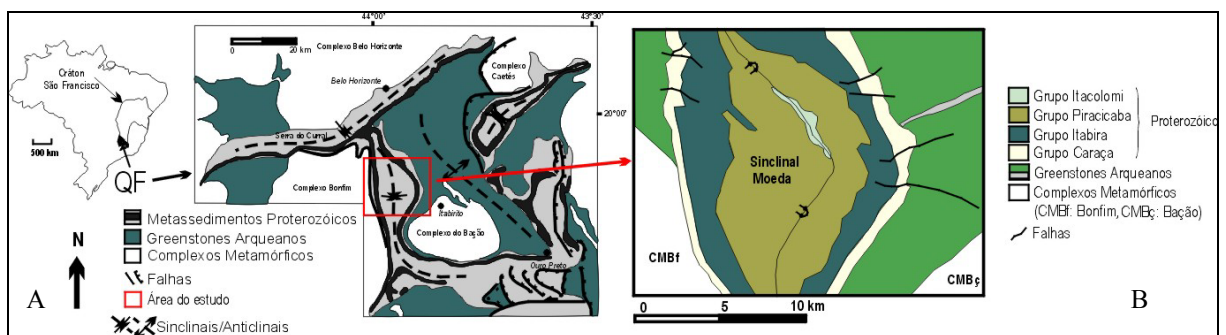 Cráton
São Francisco
500 km
QF
N
A
44°00'
43°30'
20°00'
0
20 km
Complexo Belo Horizonte
Belo Horizonte
Complexo
Caetés
Serra do Curral
Complexo Bonfim
Itabirito
Complexo do Bação
Ouro Preto
Metassedimentos Proterozóicos
Greenstones Arqueanos
Complexos Metamórficos
Falhas
Área do estudo
Sinclinais/Anticlinais
Sinclinal
Moeda
CMBf
CMBç
0 5 10 km
Grupo Itacolomi
Grupo Piracicaba
Grupo Itabira
Grupo Caraça
Proterozóico
Greenstones Arqueanos
Complexos Metamórficos
(CMBf: Bonfim, CMBç: Bação)
Falhas
B